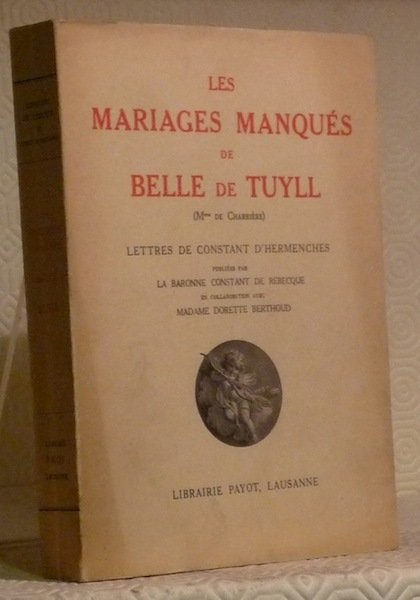 LES
MARIAGES MANQUÉS
DE
BELLE DE TUYLL
(Mme DE CHARRIÈRE)
LETTRES DE CONSTANT D'HERMENCHES
PUBLIÉES PAR
LA BARONNE CONSTANT DE REBECQUE
EN COLLABORATION AVEC
MADAME DORETTE BERTHOUD
LIBRAIRIE PAYOT, LAUSANNE